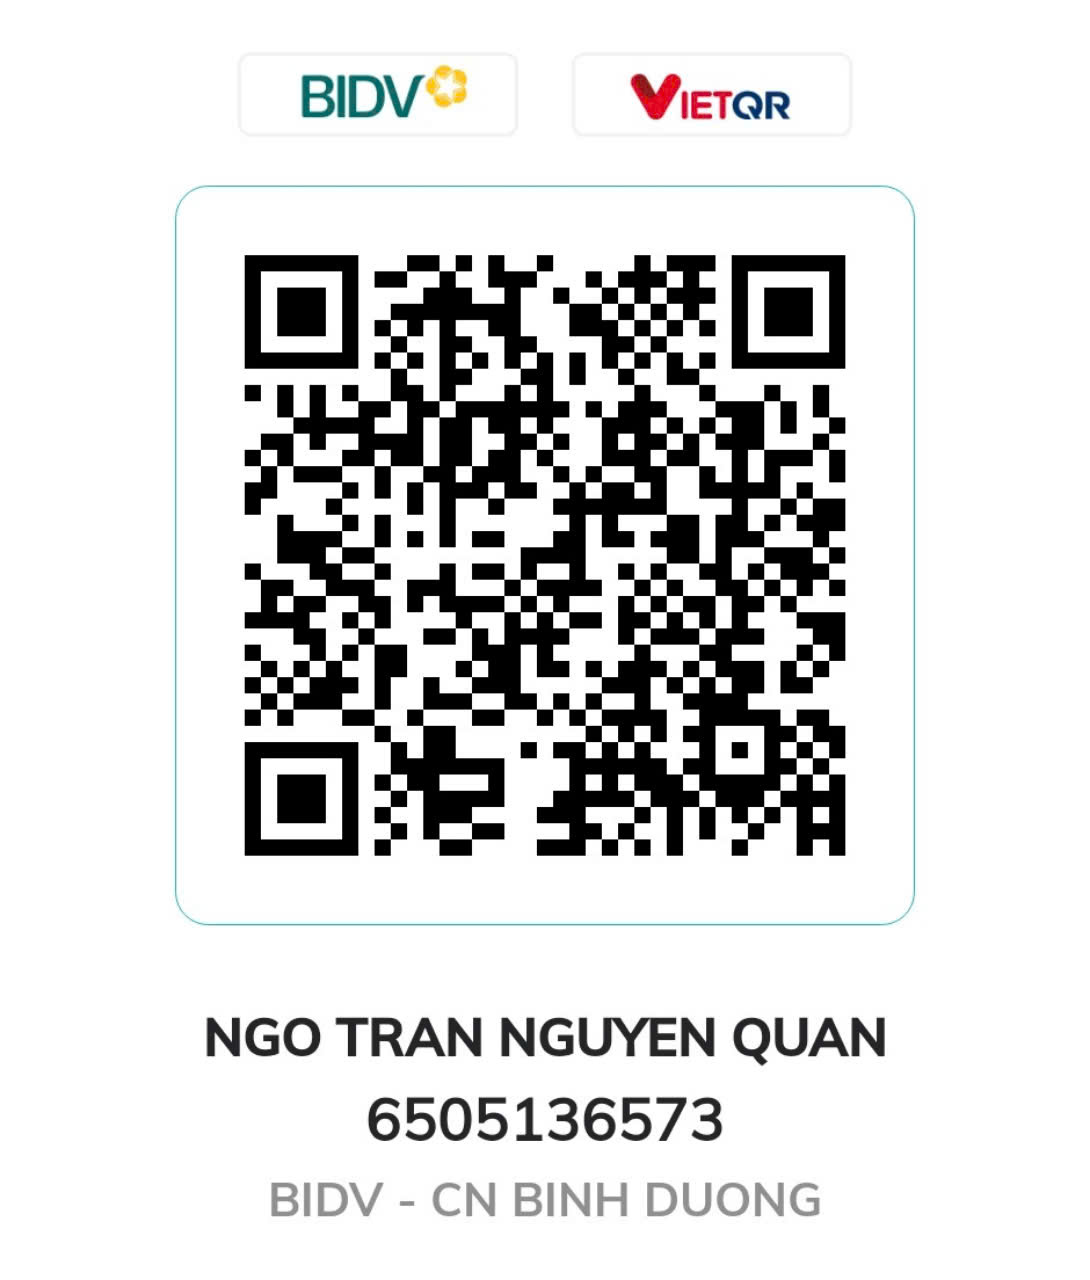 BIDV
VIETQR
NGO TRAN NGUYEN QUAN
6505136573
BIDV - CN BINH DUONG